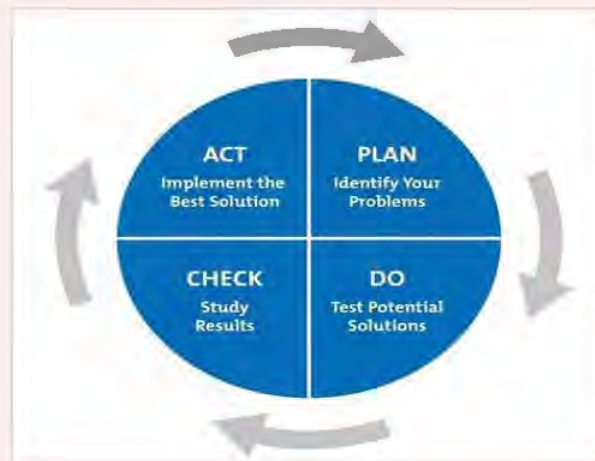 ACT
Implement the
Best Solution
PLAN
Identify Your
Problems
CHECK
Study
Results
DO
Test Potential
Solutions